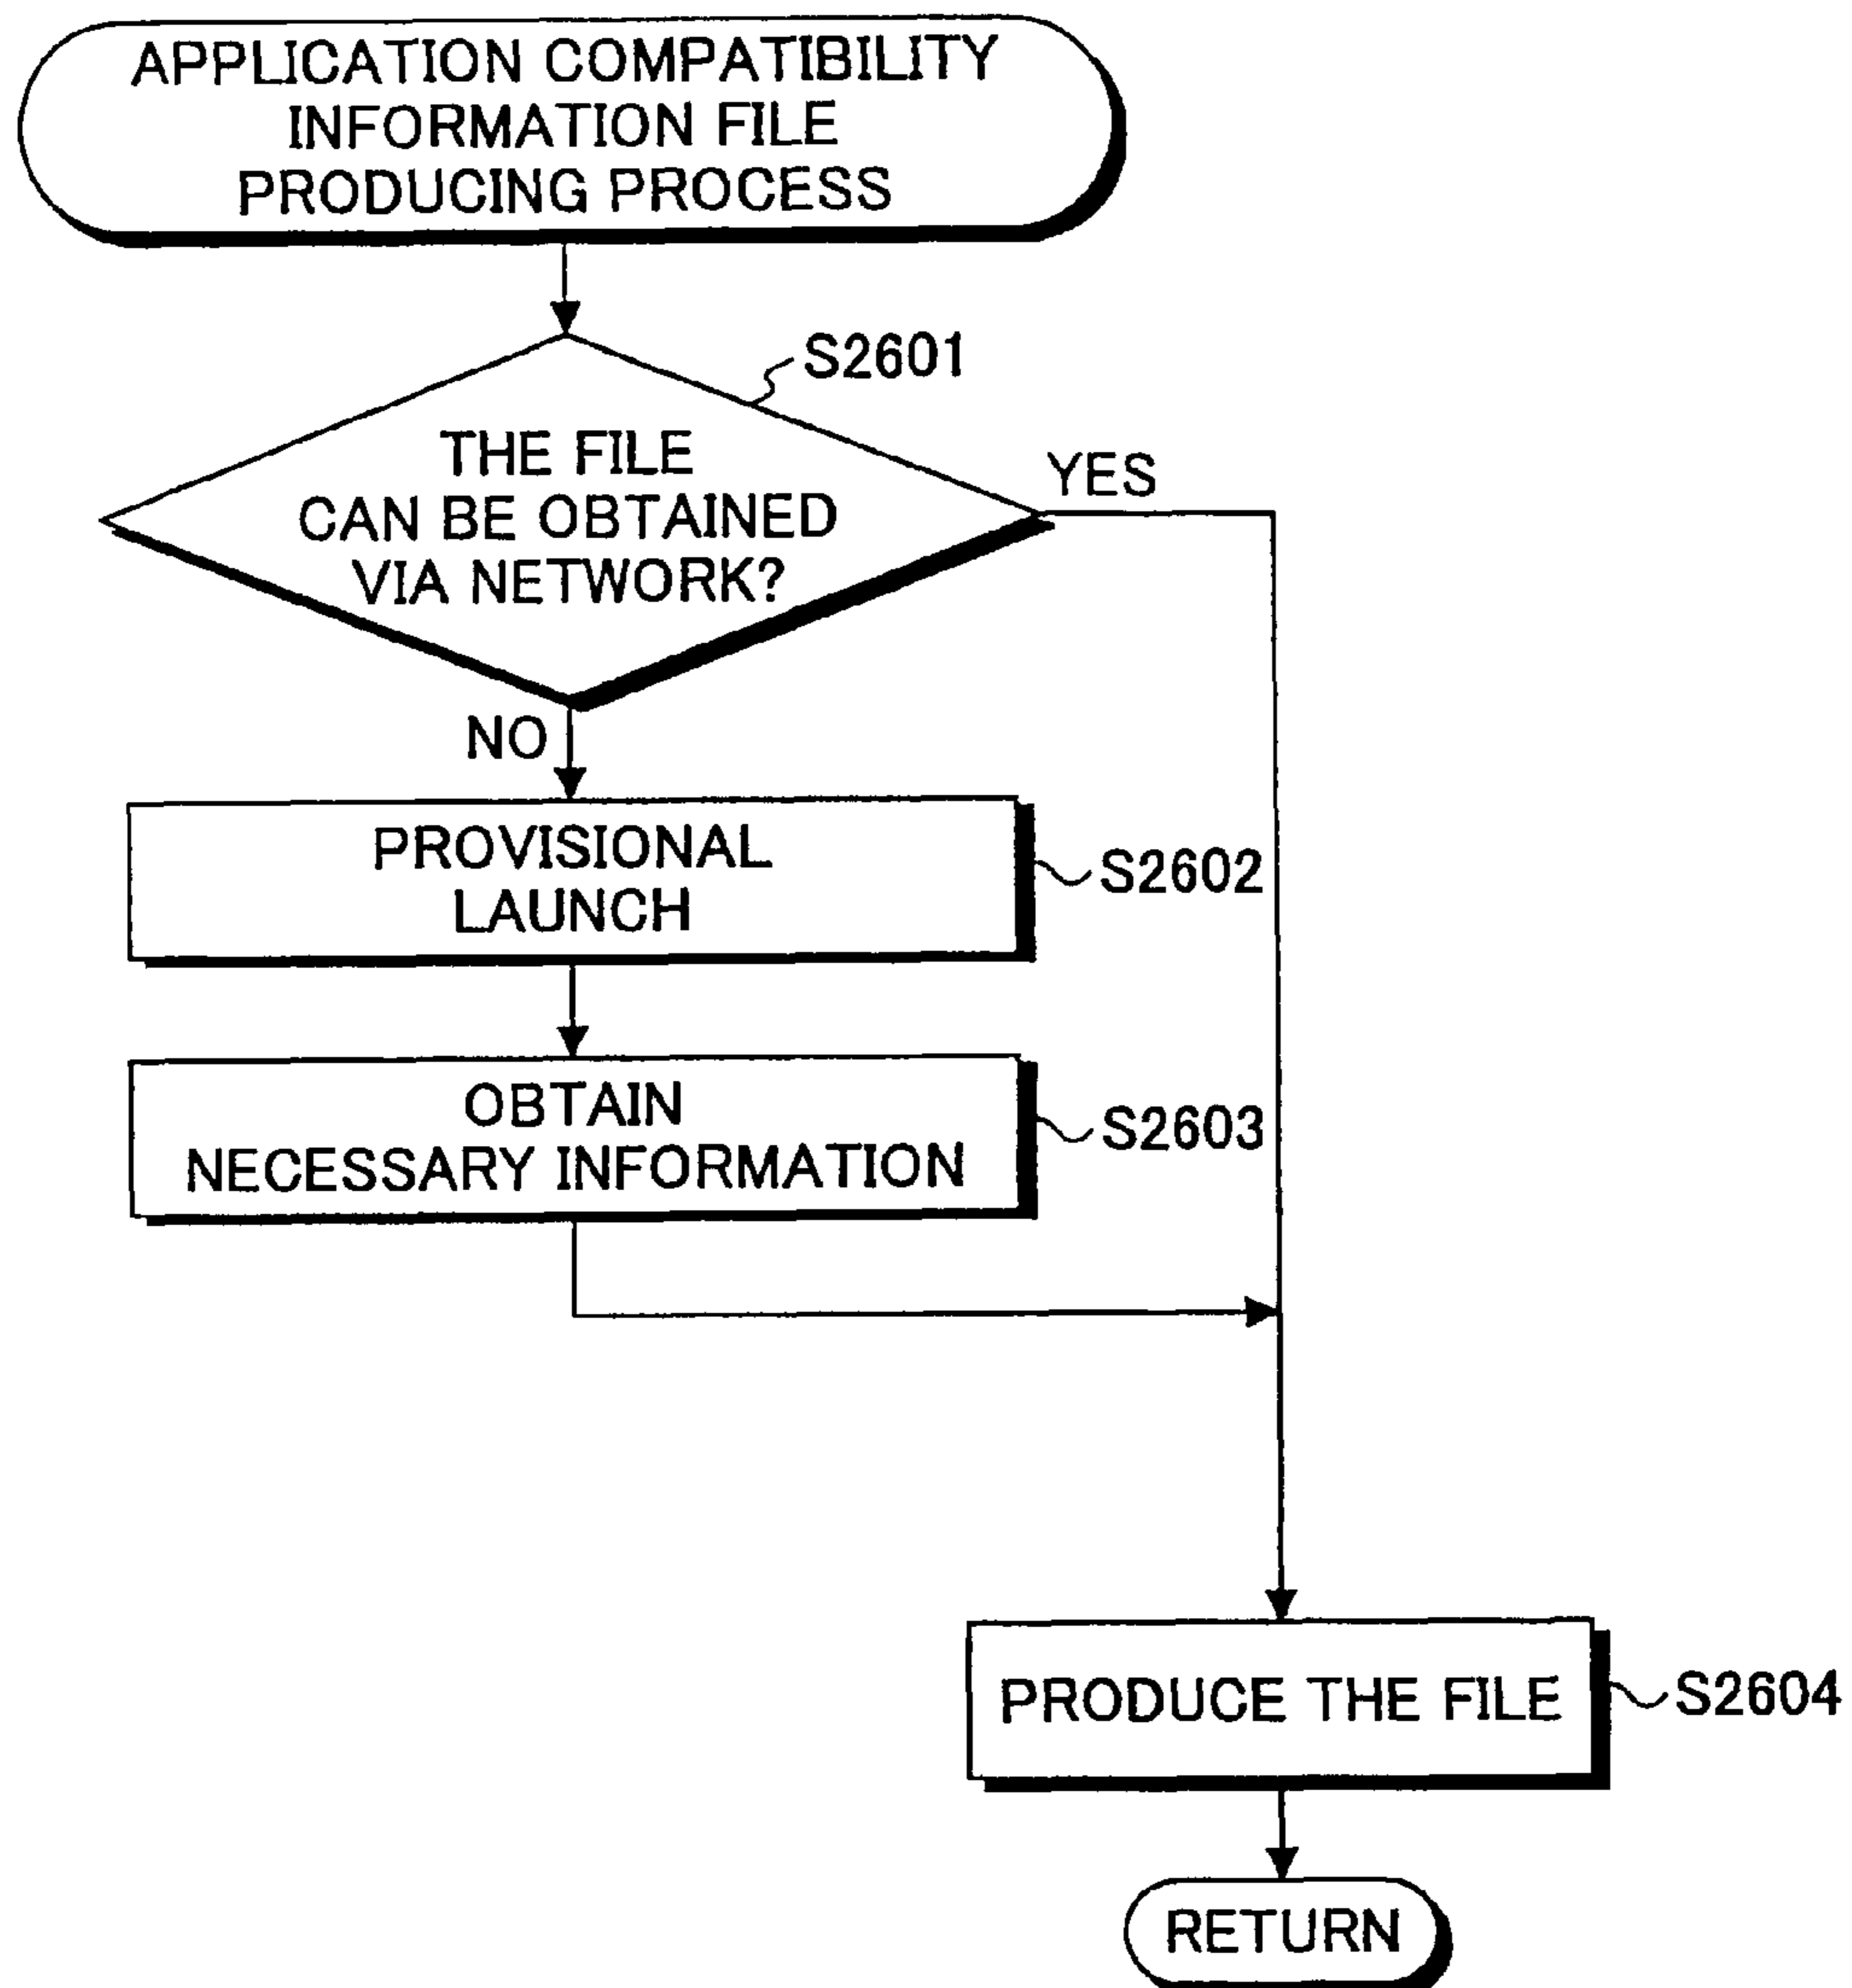 APPLICATION COMPATIBILITY
INFORMATION FILE
PRODUCING PROCESS
S2601
THE FILE
CAN BE OBTAINED
VIA NETWORK?
YES
NO
PROVISIONAL
LAUNCH
S2602
OBTAIN
NECESSARY INFORMATION
S2603
PRODUCE THE FILE
S2604
RETURN